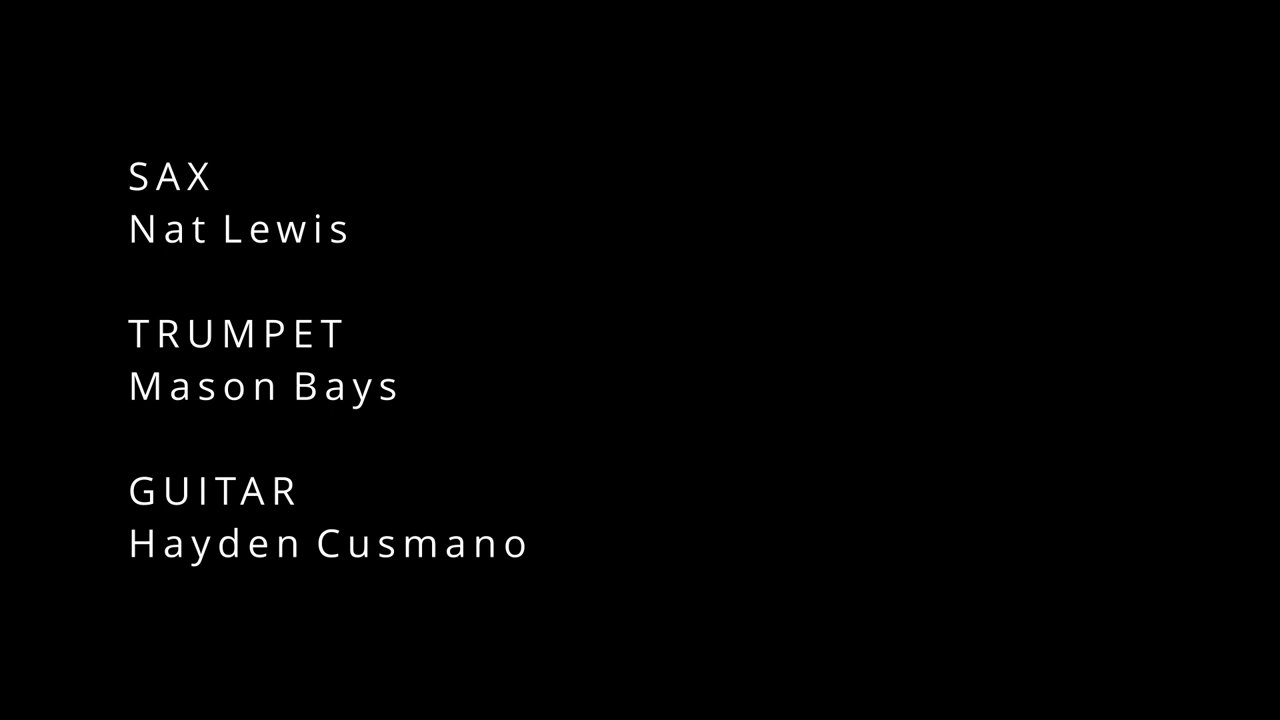 SAX
Nat Lewis
TRUMPET
Mason Bays
GUITAR
Hayden Cusmano